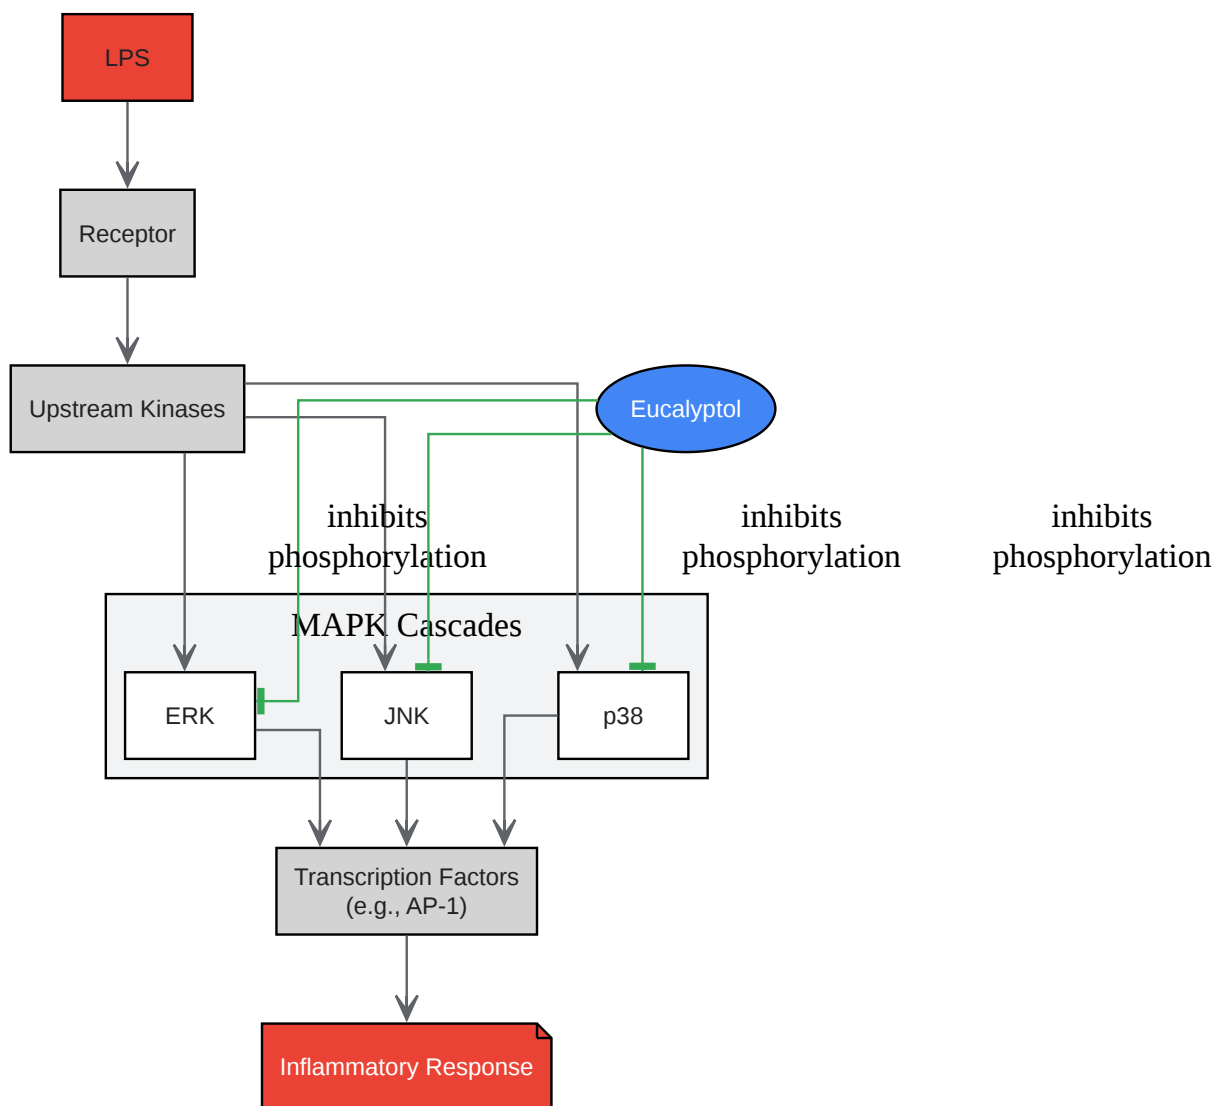 LPS
Receptor
Upstream Kinases
Eucalyptol
inhibits
phosphorylation
inhibits
phosphorylation
inhibits
phosphorylation
MAPK Cascades
ERK
JNK
p38
Transcription Factors
(e.g., AP-1)
Inflammatory Response